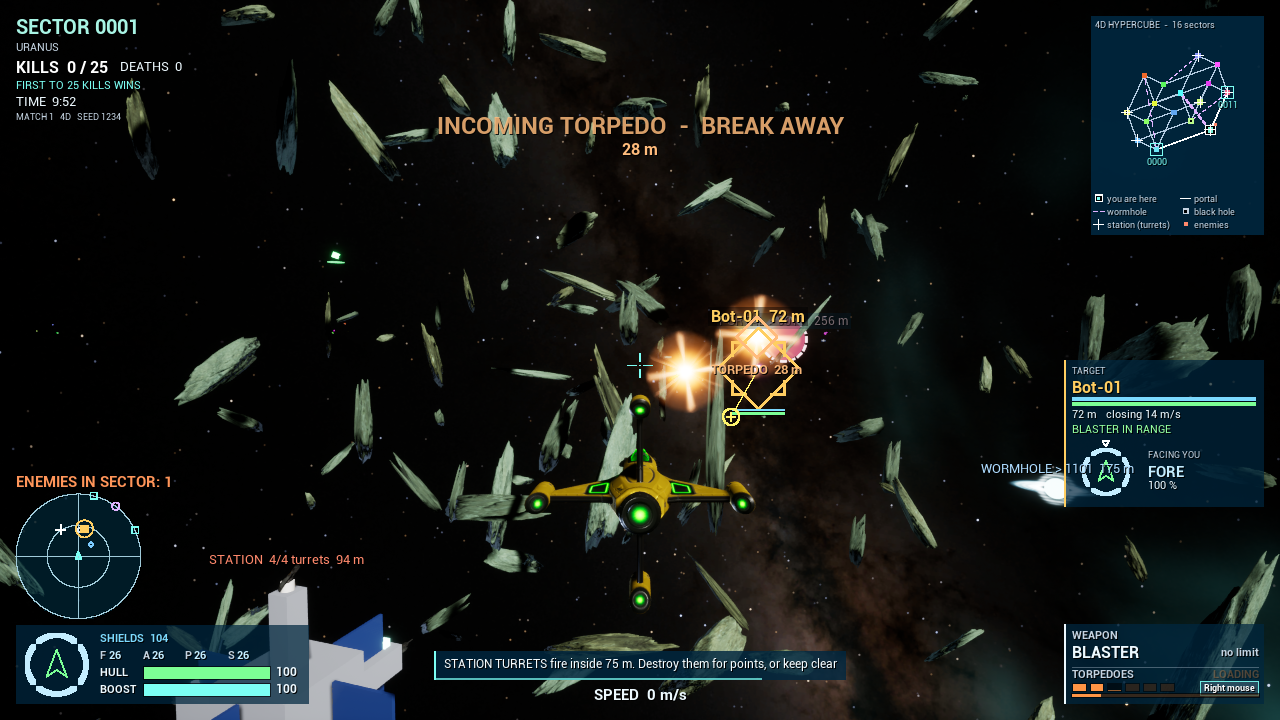 SECTOR 0001
URANUS
KILLS 0 / 25 DEATHS 0
FIRST TO 25 KILLS WINS
TIME 9:52
MATCH 1 4D SEED 1234
INCOMING TORPEDO - BREAK AWAY
28 m
4D HYPERCUBE - 16 sectors
0011
0000
you are here
portal
wormhole
black hole
station (turrets)
enemies
Bot-01 72 m
256 m
TORPEDO 28 m
TARGET
Bot-01
72 m closing 14 m/s
BLASTER IN RANGE
FACING YOU
FORE
100 %
WORMHOLE > 1101 175 m
ENEMIES IN SECTOR: 1
STATION 4/4 turrets 94 m
SHIELDS 104
F 26 A 26 P 26 S 26
HULL 100
BOOST 100
STATION TURRETS fire inside 75 m. Destroy them for points, or keep clear
SPEED 0 m/s
WEAPON
BLASTER no limit
TORPEDOES LOADING
Right mouse